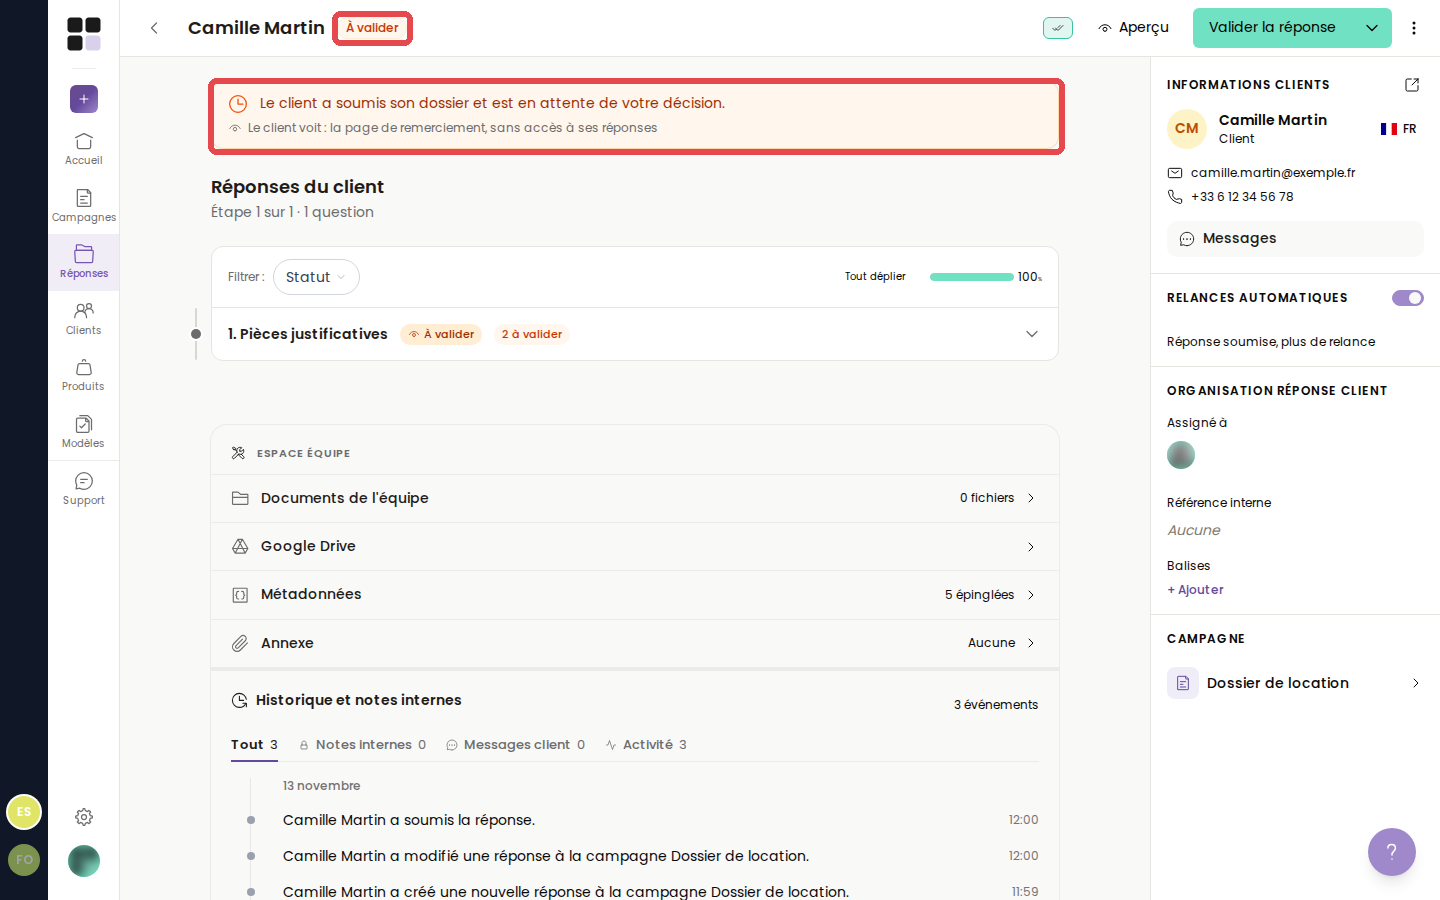 Camille Martin
À valider
Aperçu
Valider la réponse
Le client a soumis son dossier et est en attente de votre décision.
Le client voit : la page de remerciement, sans accès à ses réponses
Réponses du client
Étape 1 sur 1 · 1 question
Filtrer :
Statut
Tout déplier
100%
1. Pièces justificatives
À valider
2 à valider
ESPACE ÉQUIPE
Documents de l'équipe
0 fichiers
Google Drive
Métadonnées
5 épinglées
Annexe
Aucune
Historique et notes internes
3 événements
Tout 3
Notes internes 0
Messages client 0
Activité 3
13 novembre
Camille Martin a soumis la réponse.
12:00
Camille Martin a modifié une réponse à la campagne Dossier de location.
12:00
Camille Martin a créé une nouvelle réponse à la campagne Dossier de location.
11:59
Accueil
Campagnes
Réponses
Clients
Produits
Modèles
Support
ES
FO
INFORMATIONS CLIENTS
CM
Camille Martin
Client
FR
camille.martin@exemple.fr
+33 6 12 34 56 78
Messages
RELANCES AUTOMATIQUES
Réponse soumise, plus de relance
ORGANISATION RÉPONSE CLIENT
Assigné à
Référence interne
Aucune
Balises
+ Ajouter
CAMPAGNE
Dossier de location
?